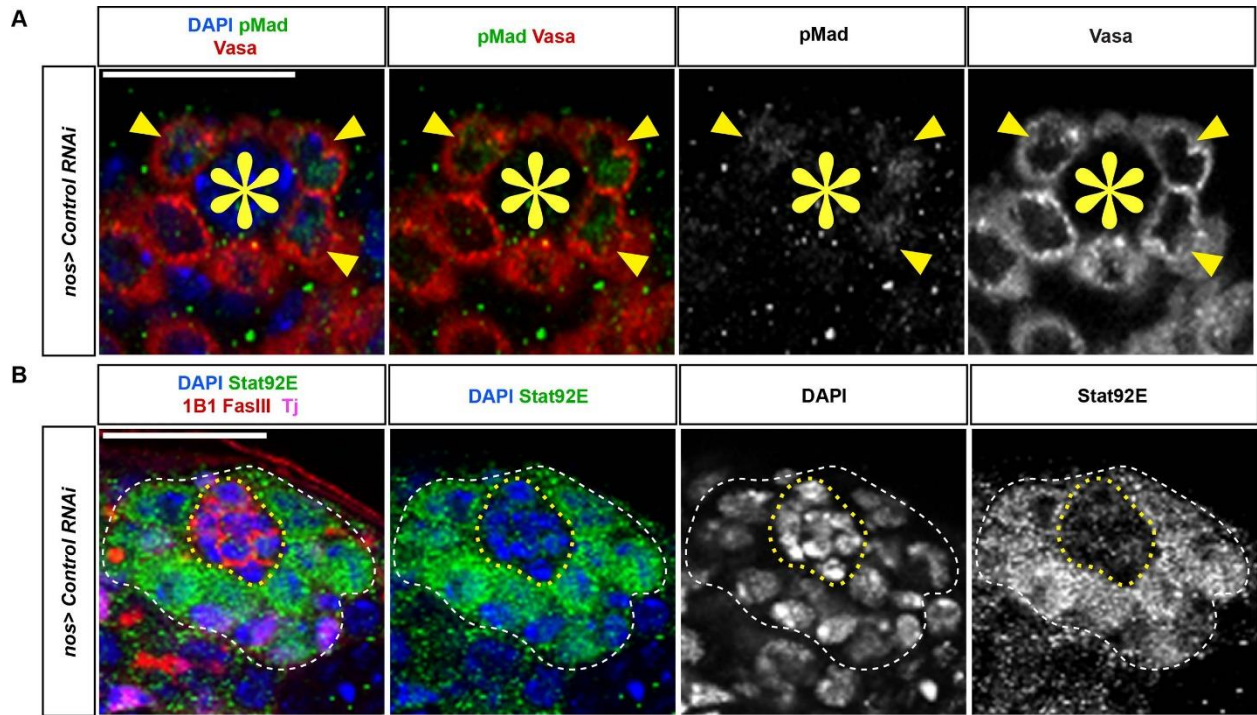 A
DAPI pMad
Vasa
pMad Vasa
pMad
Vasa
nos> Control RNAi
B
DAPI Stat92E
1B1 FasIII Tj
DAPI Stat92E
DAPI
Stat92E
nos> Control RNAi